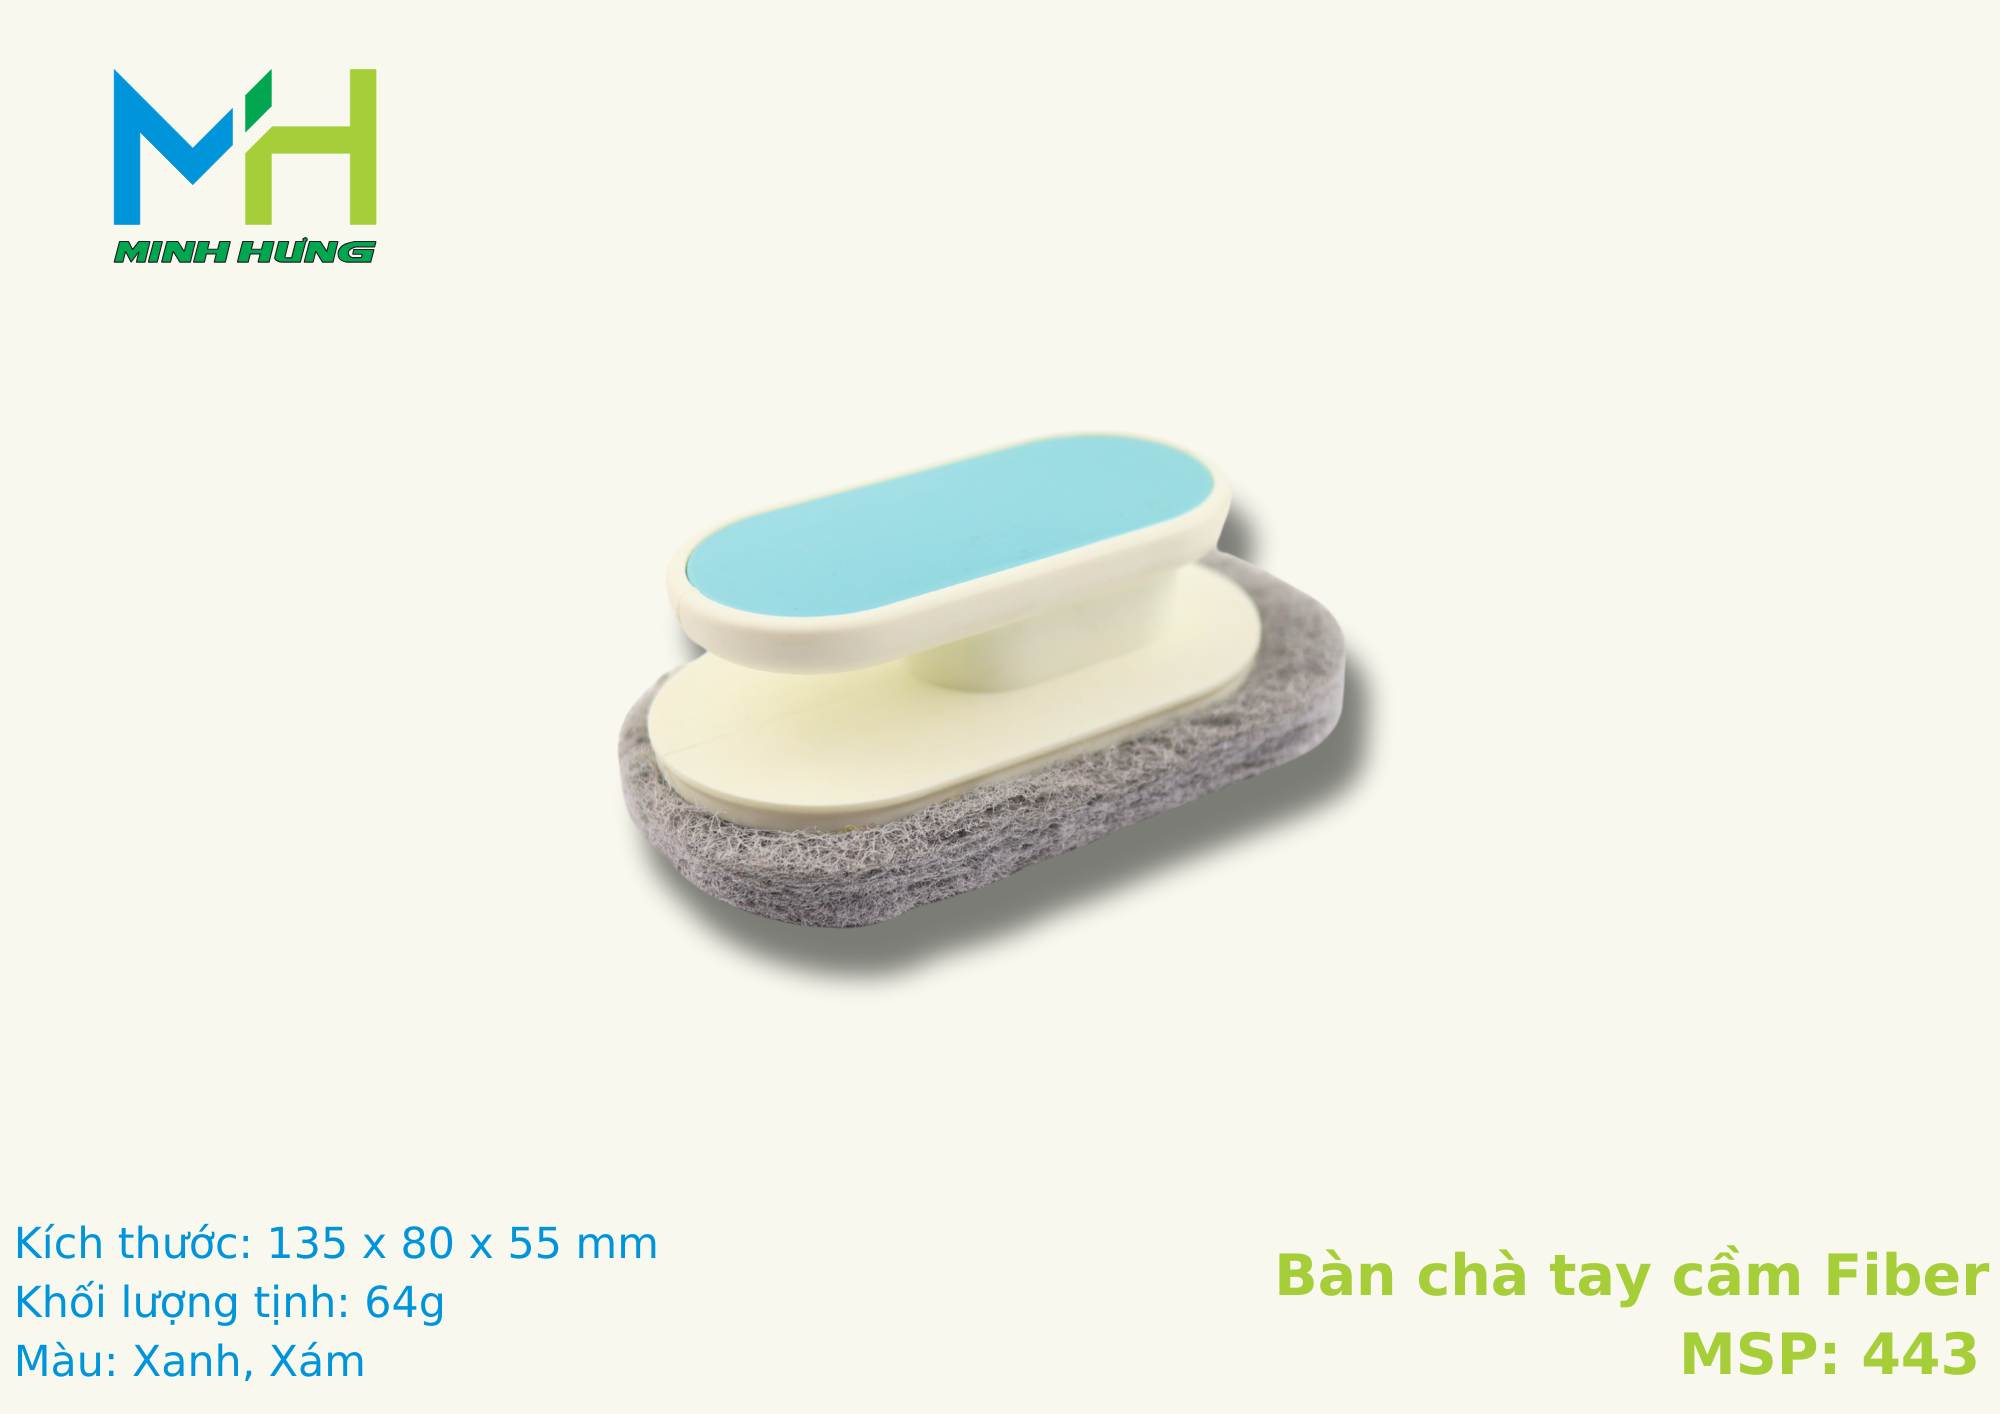 MH
MINH HƯNG
Kích thước: 135 x 80 x 55 mm
Khối lượng tịnh: 64g
Màu: Xanh, Xám
Bàn chà tay cầm Fiber
MSP: 443